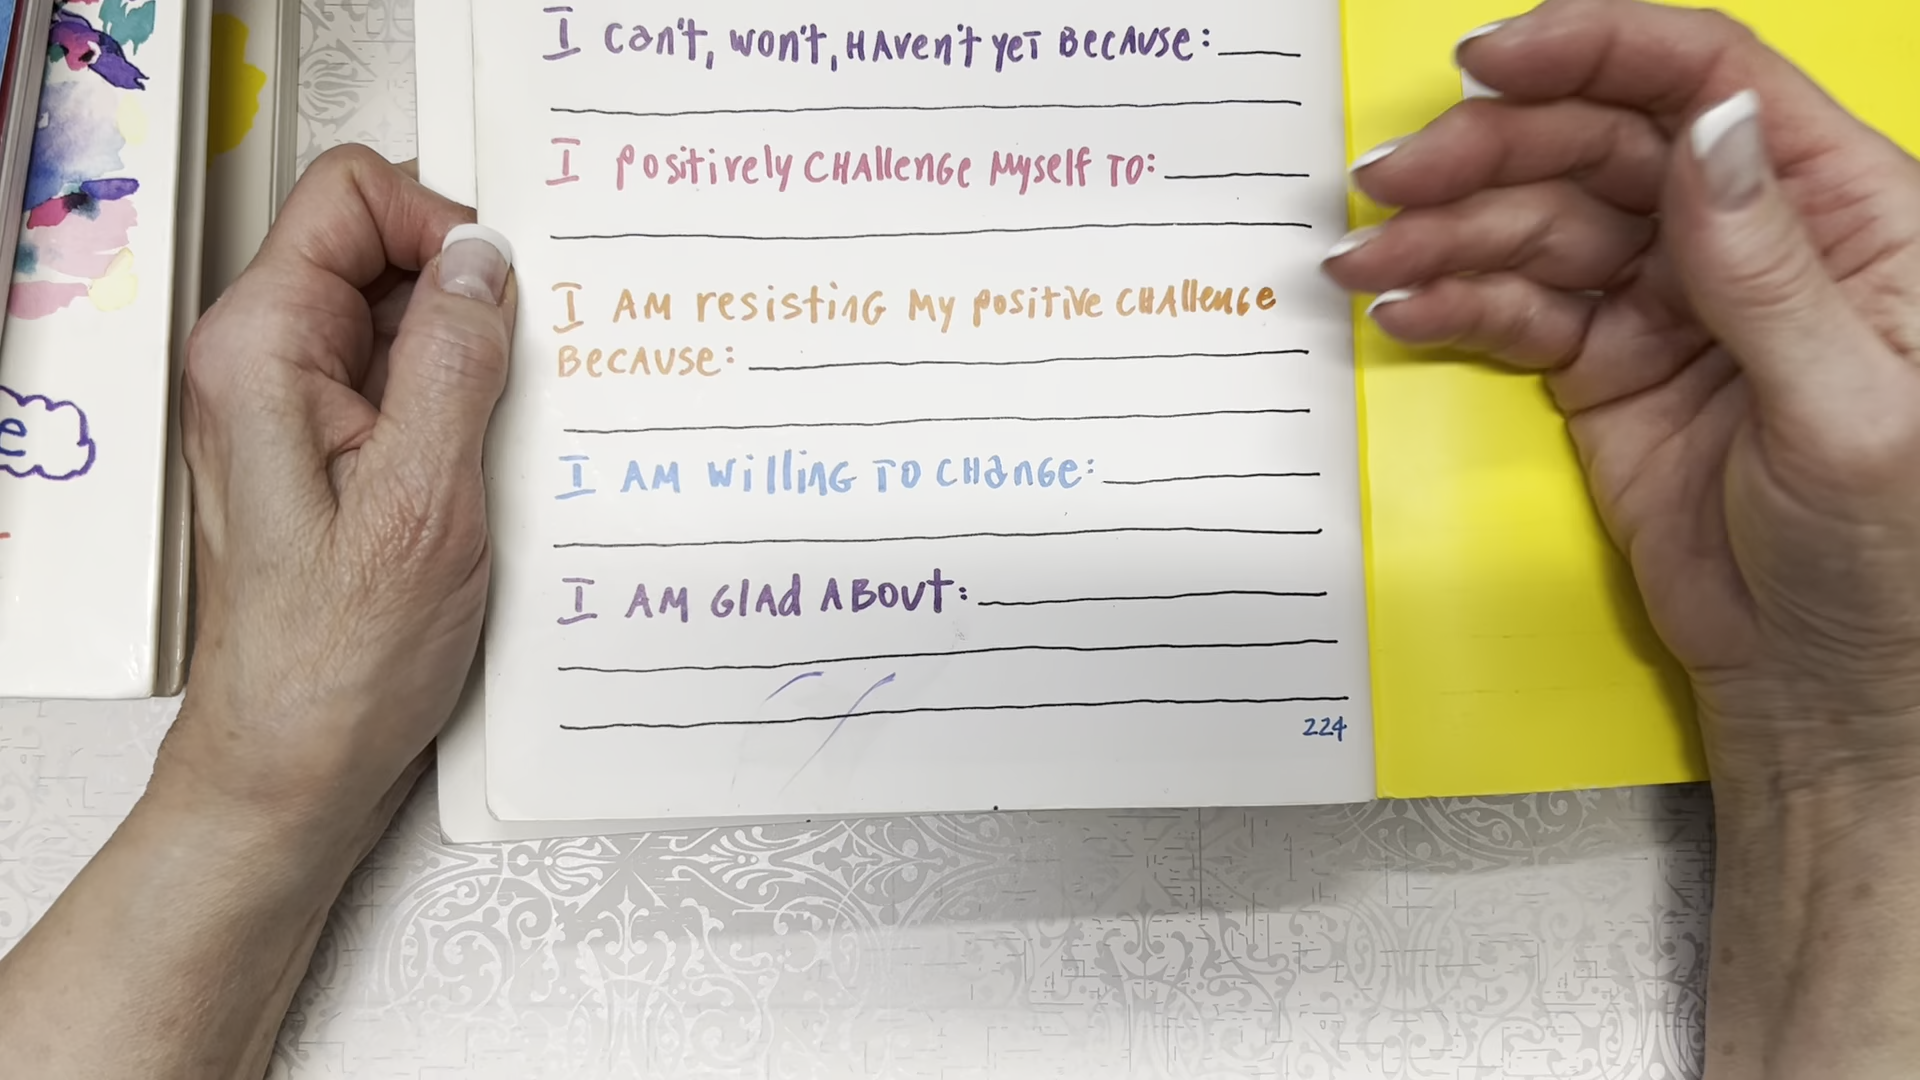 I can't, won't, HAven't yeT BecAuse:
I positively CHAllenGe Myself TO:
I AM resistinG My positive CHAllenGe
BecAuse:
I AM WillinG TO CHanGe:
I AM GlAd ABOUt:
224
e